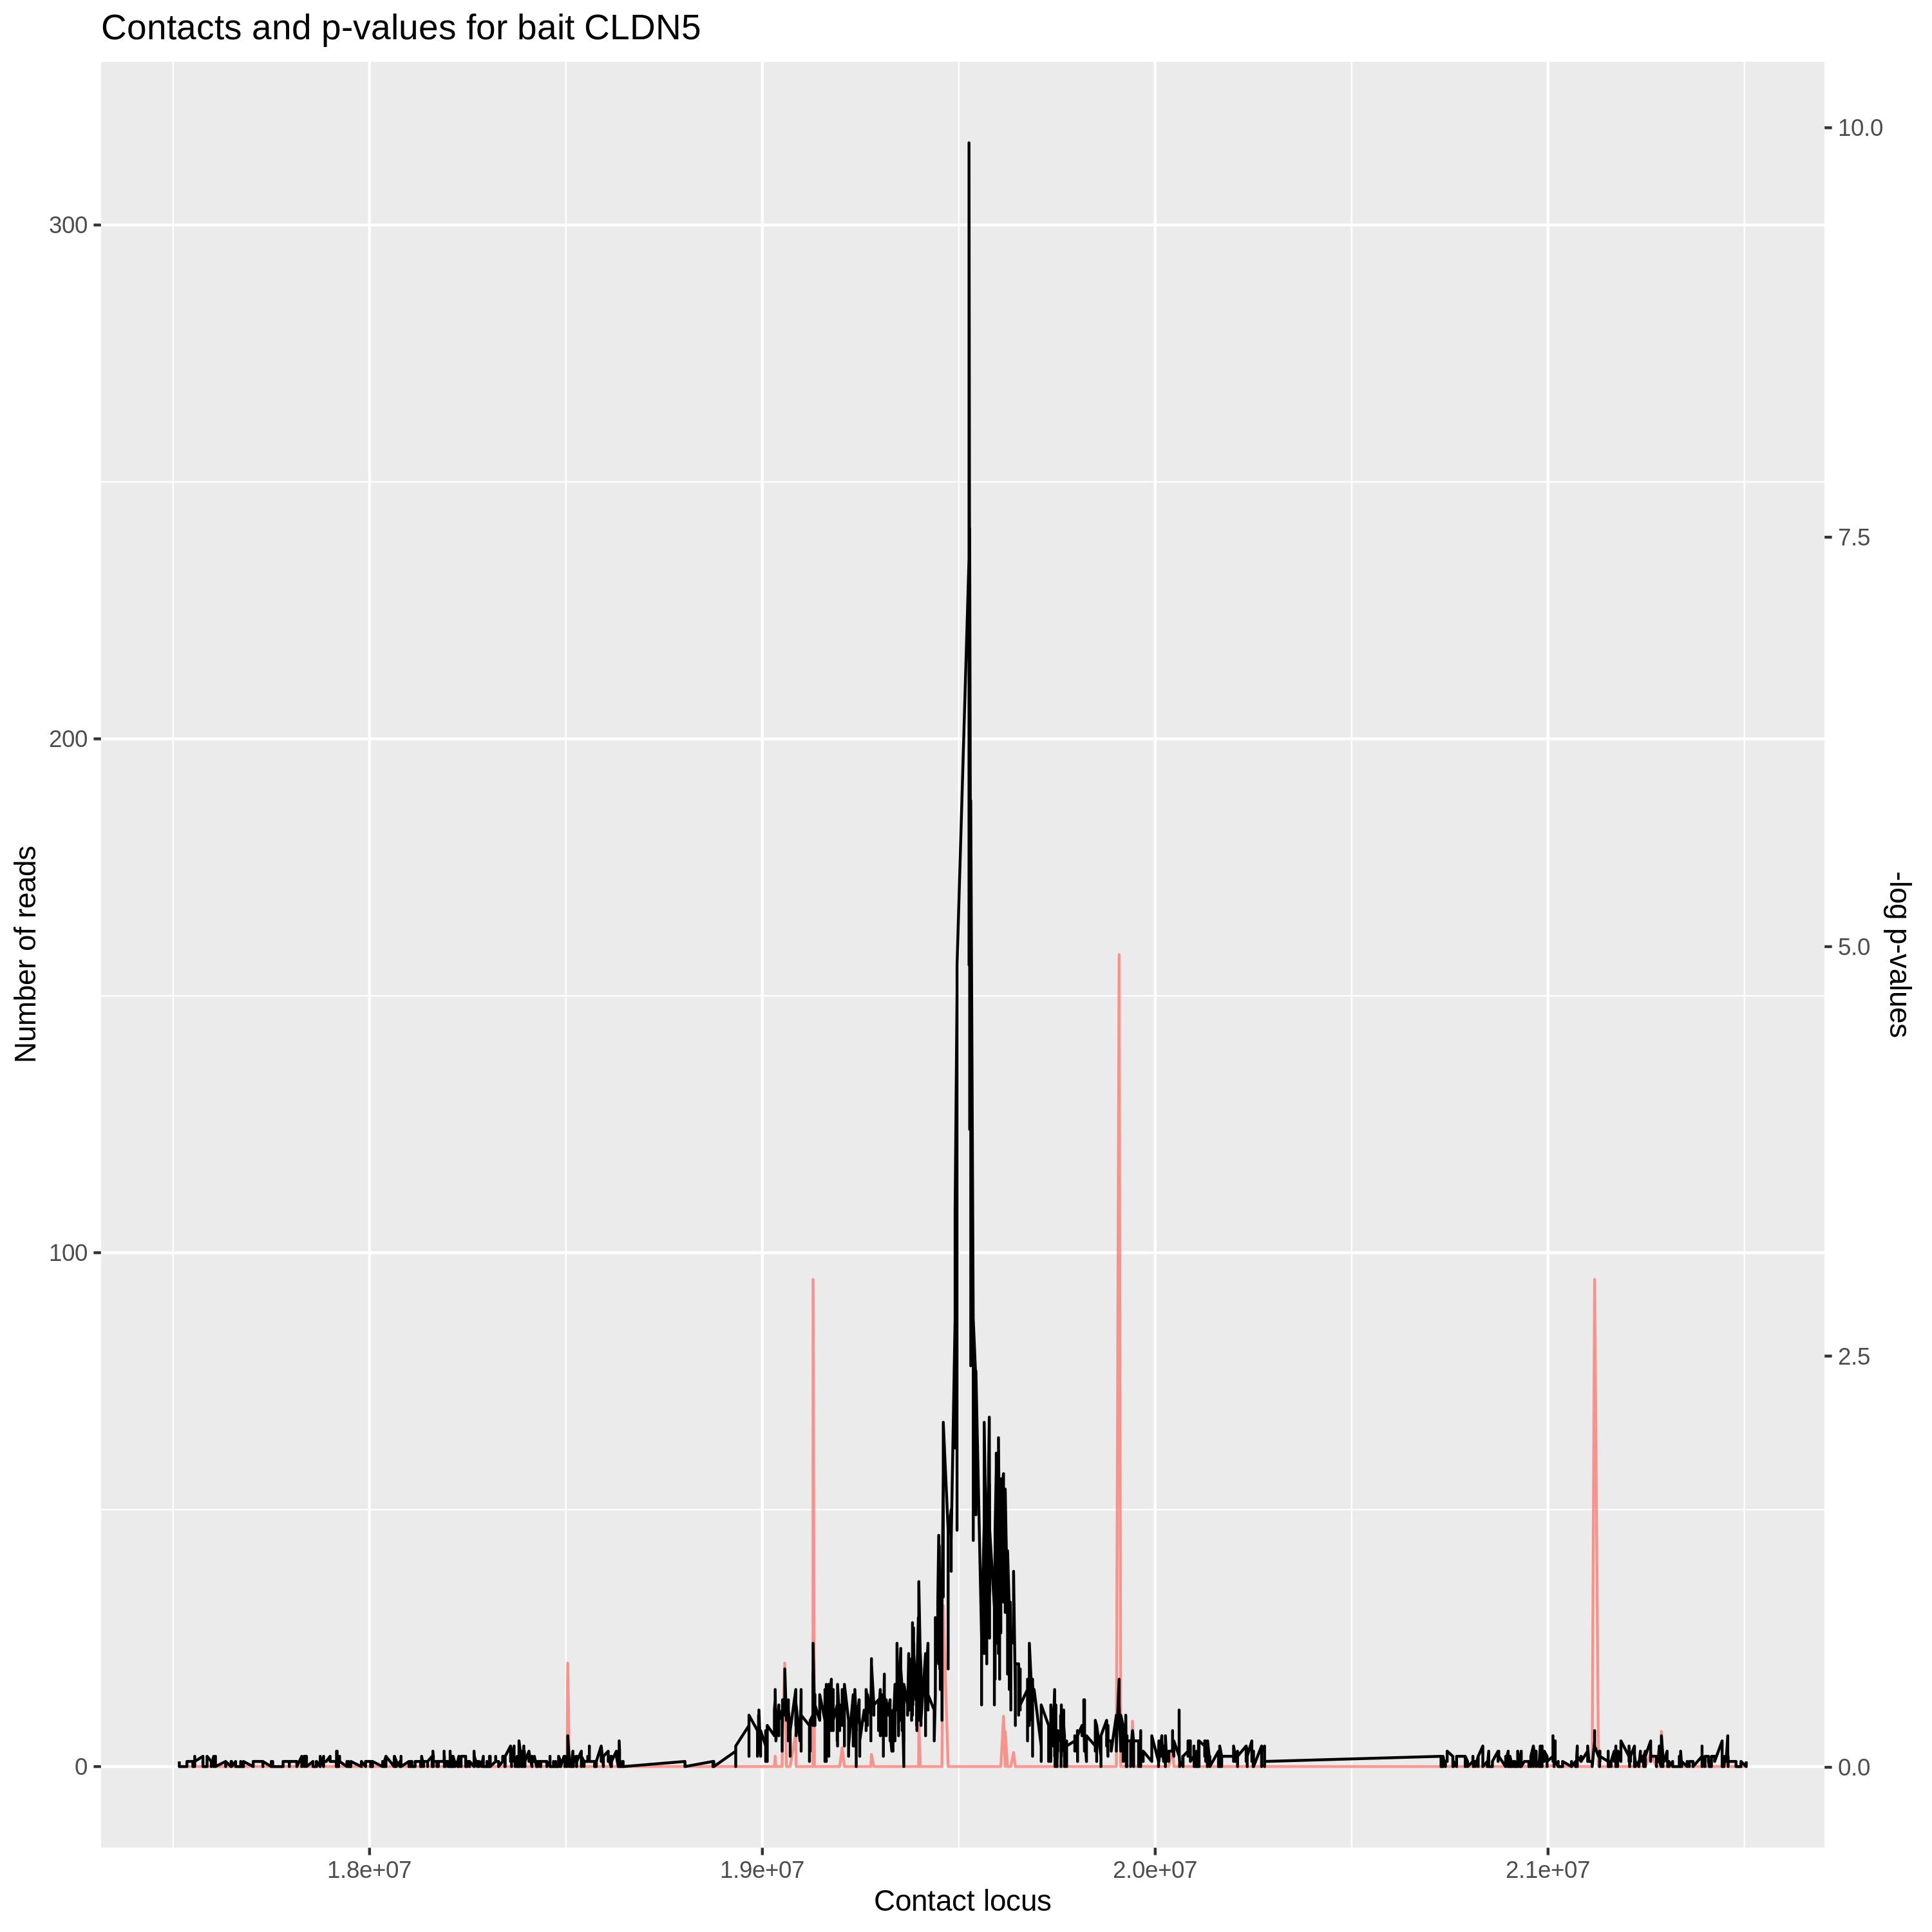 Contacts and p-values for bait CLDN5
300
200
100
0
Number of reads
10.0
7.5
5.0
2.5
0.0
-log p-values
1.8e+07
1.9e+07
2.0e+07
2.1e+07
Contact locus